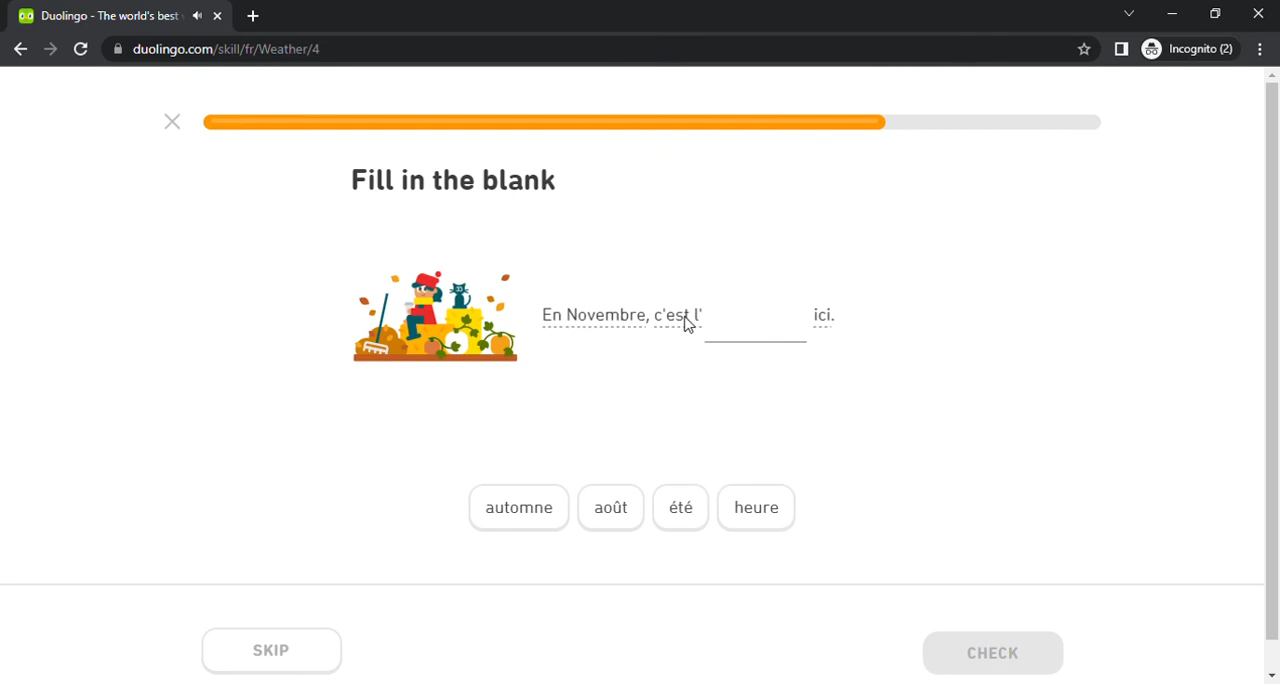 Duolingo - The world's best
duolingo.com/skill/fr/Weather/4
Incognito (2)
Fill in the blank
En Novembre, c'est l' ici.
automne août été heure
SKIP
CHECK